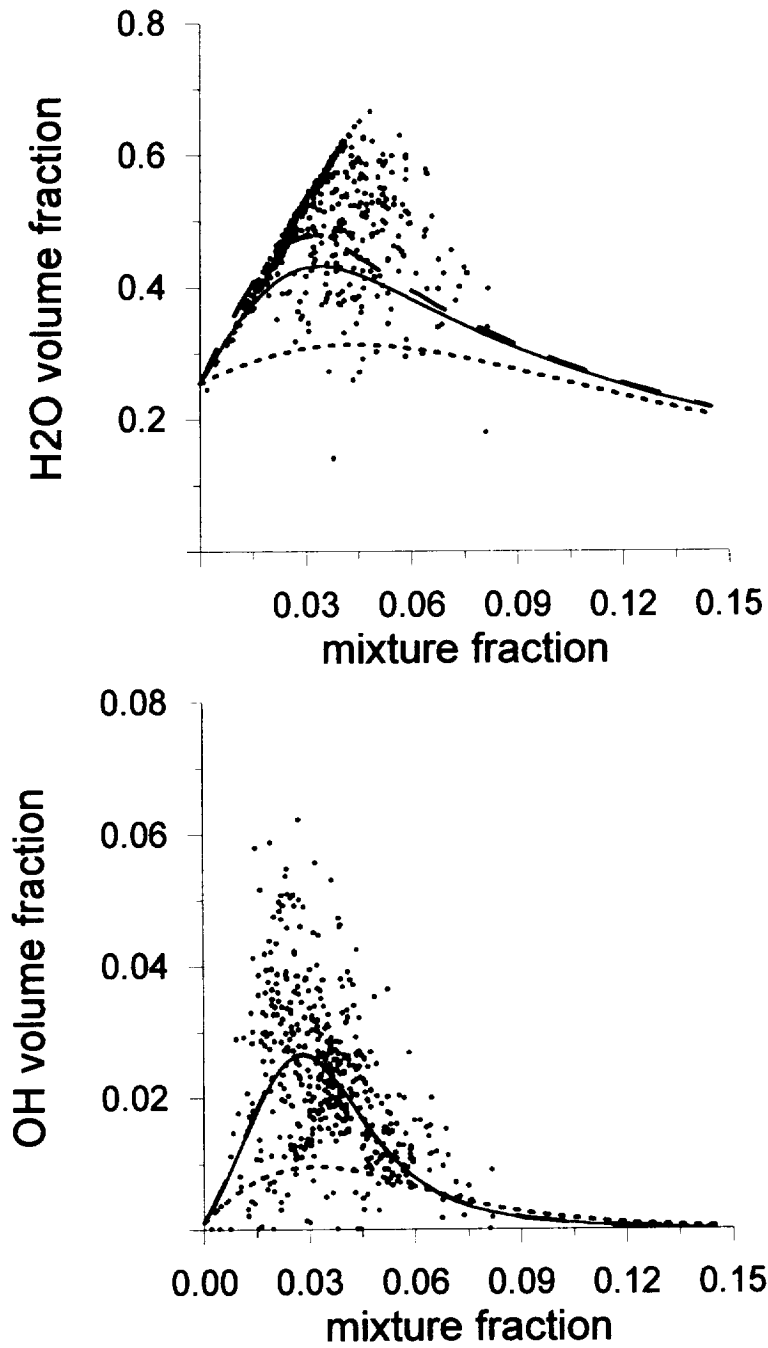 0.8
0.6
0.4
0.2
H2O volume fraction
0.03 0.06 0.09 0.12 0.15
mixture fraction
0.08
0.06
0.04
0.02
OH volume fraction
0.00 0.03 0.06 0.09 0.12 0.15
mixture fraction